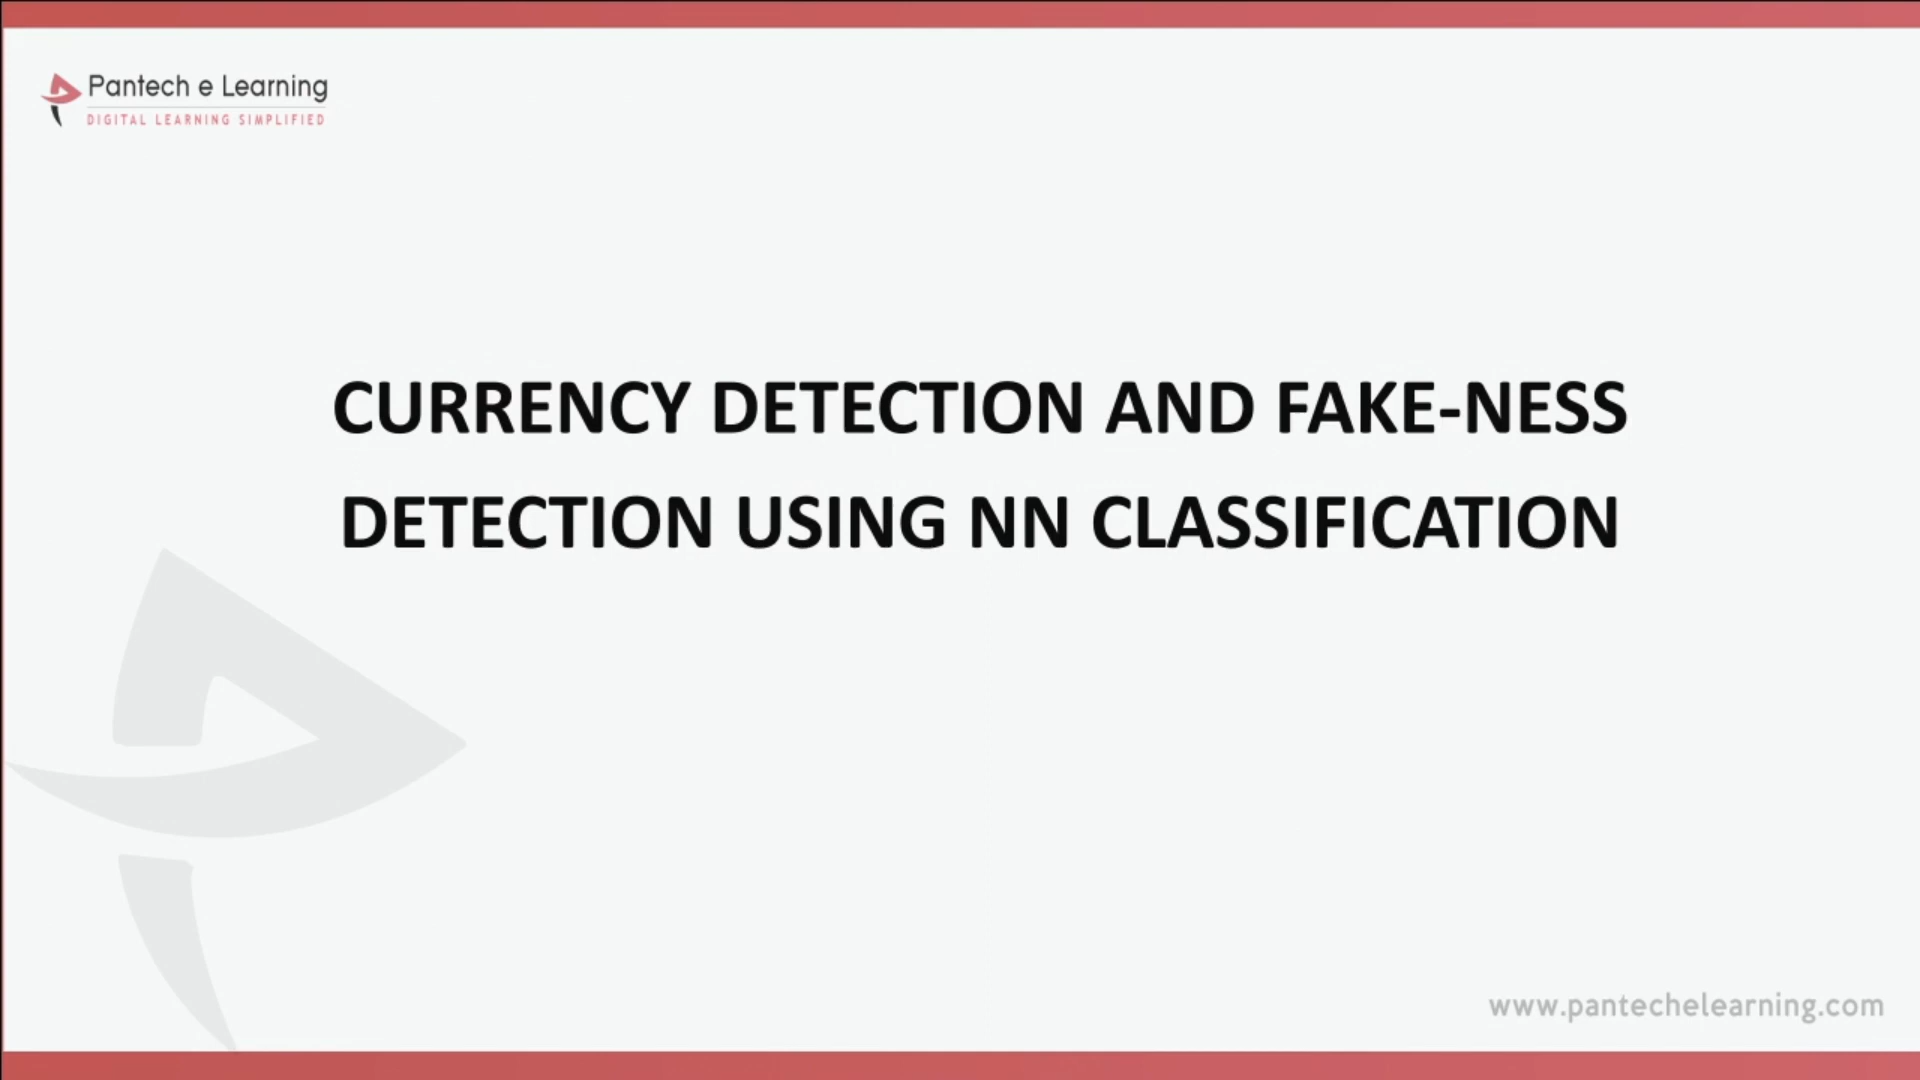 Pantech e Learning
DIGITAL LEARNING SIMPLIFIED
CURRENCY DETECTION AND FAKE-NESS
DETECTION USING NN CLASSIFICATION
www.pantechelearning.com